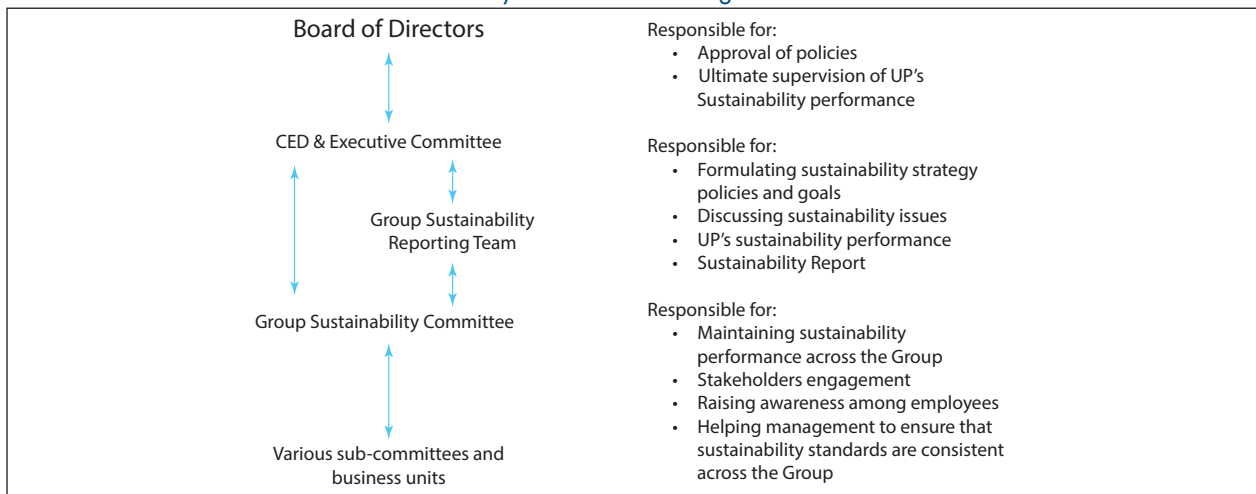 Board of Directors
CED & Executive Committee
Group Sustainability
Reporting Team
Group Sustainability Committee
Various sub-committees and
business units
Responsible for:
• Approval of policies
• Ultimate supervision of UP's
Sustainability performance
Responsible for:
• Formulating sustainability strategy
policies and goals
• Discussing sustainability issues
• UP's sustainability performance
• Sustainability Report
Responsible for:
• Maintaining sustainability
performance across the Group
• Stakeholders engagement
• Raising awareness among employees
• Helping management to ensure that
sustainability standards are consistent
across the Group